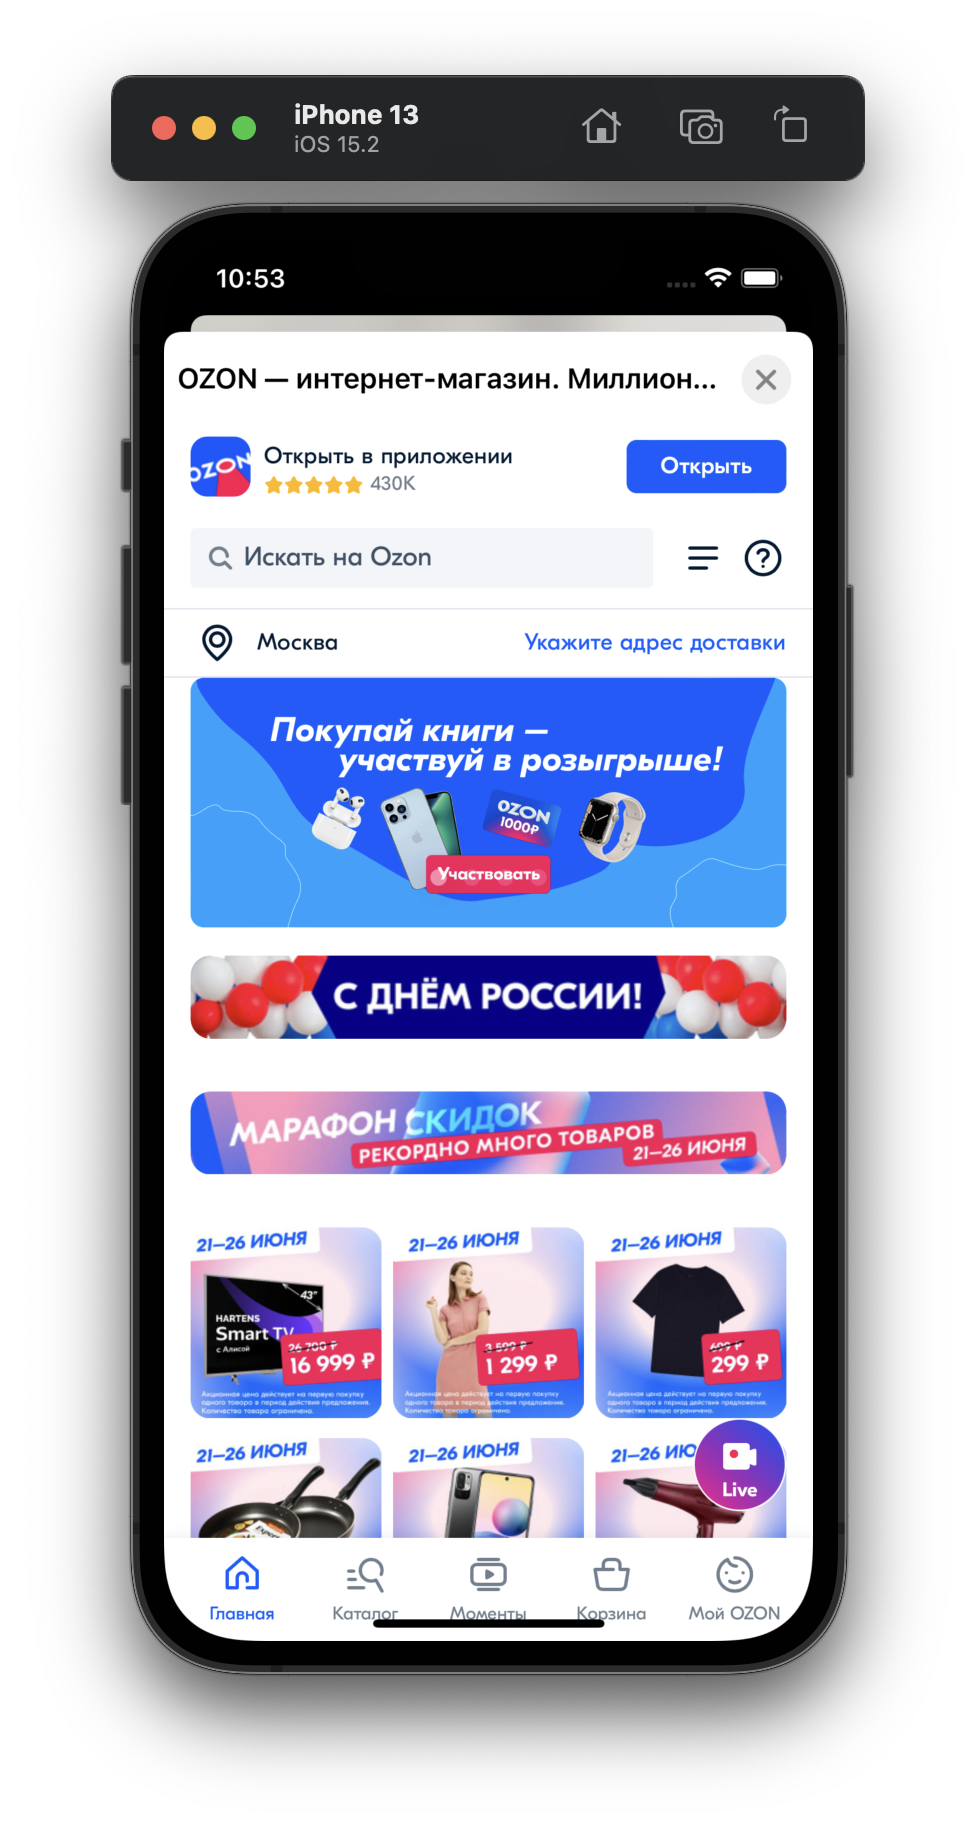 iPhone 13
iOS 15.2
10:53
OZON — интернет-магазин. Миллион...
OZON
Открыть в приложении
430K
Открыть
Искать на Ozon
Москва
Укажите адрес доставки
Покупай книги —
участвуй в розыгрыше!
OZON
1000₽
Участвовать
С ДНЁМ РОССИИ!
МАРАФОН СКИДОК
РЕКОРДНО МНОГО ТОВАРОВ
21–26 ИЮНЯ
21–26 ИЮНЯ
43"
HARTENS
Smart TV
с Алисой
26 700 ₽
16 999 ₽
Акционная цена действует на первую покупку
одного товара в период действия предложения.
Количество товара ограничено.
21–26 ИЮНЯ
3 599 ₽
1 299 ₽
Акционная цена действует на первую покупку
одного товара в период действия предложения.
Количество товара ограничено.
21–26 ИЮНЯ
699 ₽
299 ₽
Акционная цена действует на первую покупку
одного товара в период действия предложения.
Количество товара ограничено.
21–26 ИЮНЯ
21–26 ИЮНЯ
21–26 ИЮ
Live
Главная
Каталог
Моменты
Корзина
Мой OZON